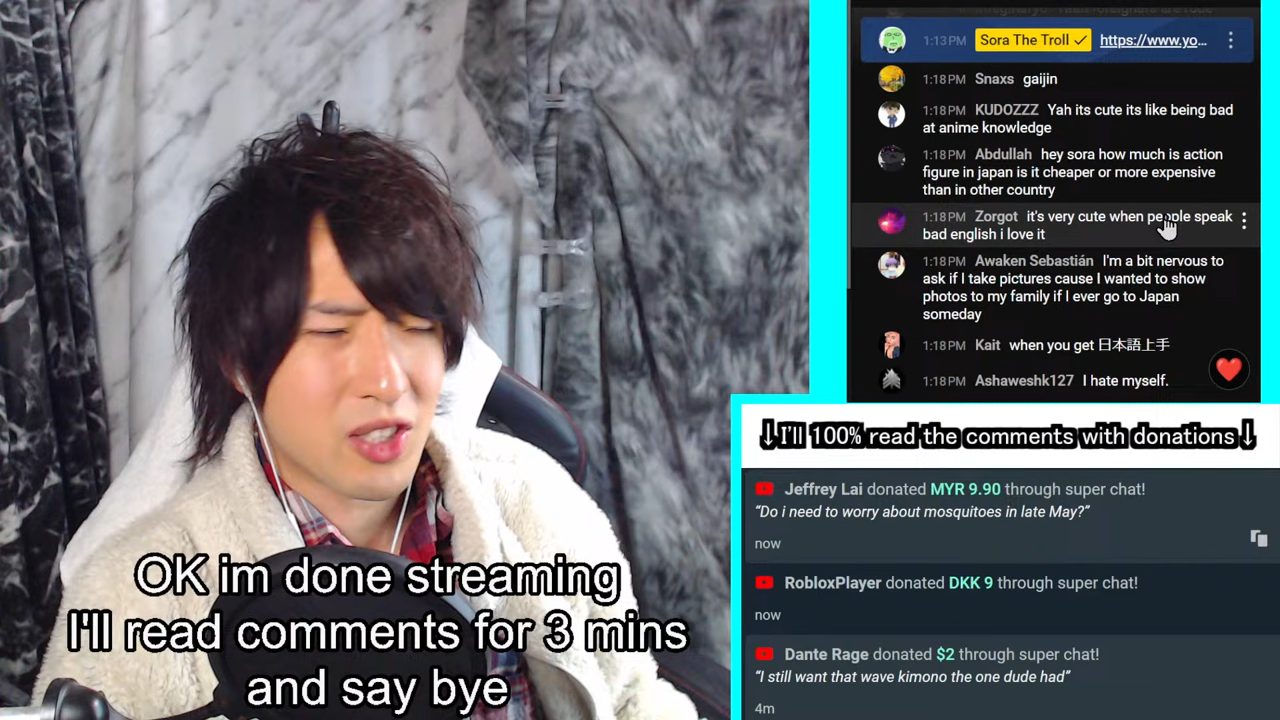 1:13 PM Sora The Troll ✓ https://www.yo...
1:18 PM Snaxs gaijin
1:18 PM KUDOZZZ Yah its cute its like being bad
at anime knowledge
1:18 PM Abdullah hey sora how much is action
figure in japan is it cheaper or more expensive
than in other country
1:18 PM Zorgot it's very cute when people speak
bad english i love it
1:18 PM Awaken Sebastián I'm a bit nervous to
ask if I take pictures cause I wanted to show
photos to my family if I ever go to Japan
someday
1:18 PM Kait when you get 日本語上手
1:18 PM Ashaweshk127 I hate myself.
↓I'll 100% read the comments with donations↓
Jeffrey Lai donated MYR 9.90 through super chat!
“Do i need to worry about mosquitoes in late May?”
now
RobloxPlayer donated DKK 9 through super chat!
now
Dante Rage donated $2 through super chat!
“I still want that wave kimono the one dude had”
4m
OK im done streaming
I'll read comments for 3 mins
and say bye